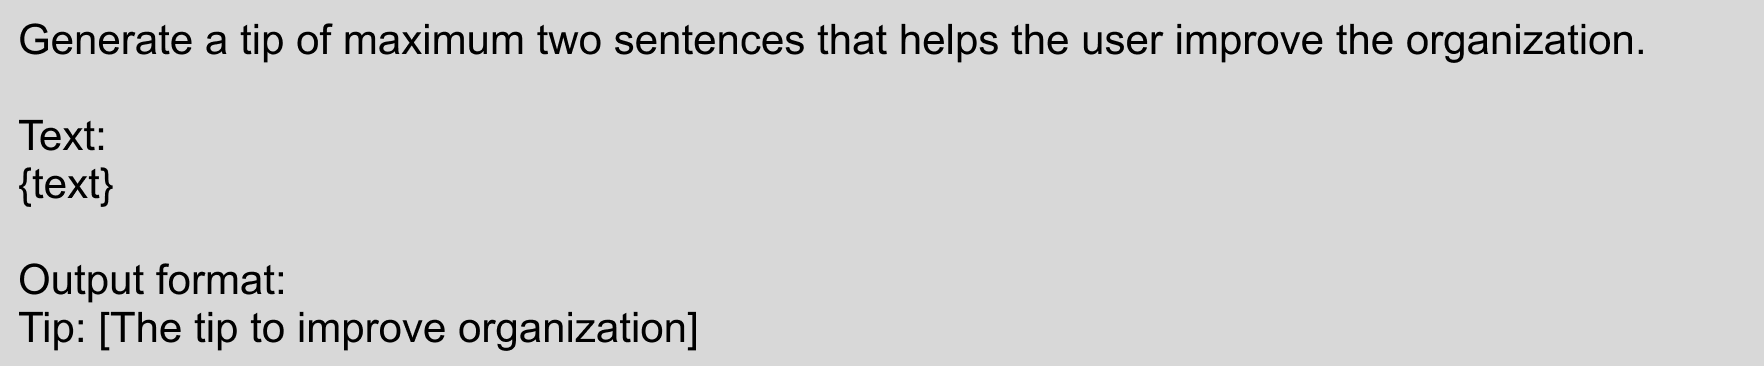 Generate a tip of maximum two sentences that helps the user improve the organization.
Text:
{text}
Output format:
Tip: [The tip to improve organization]